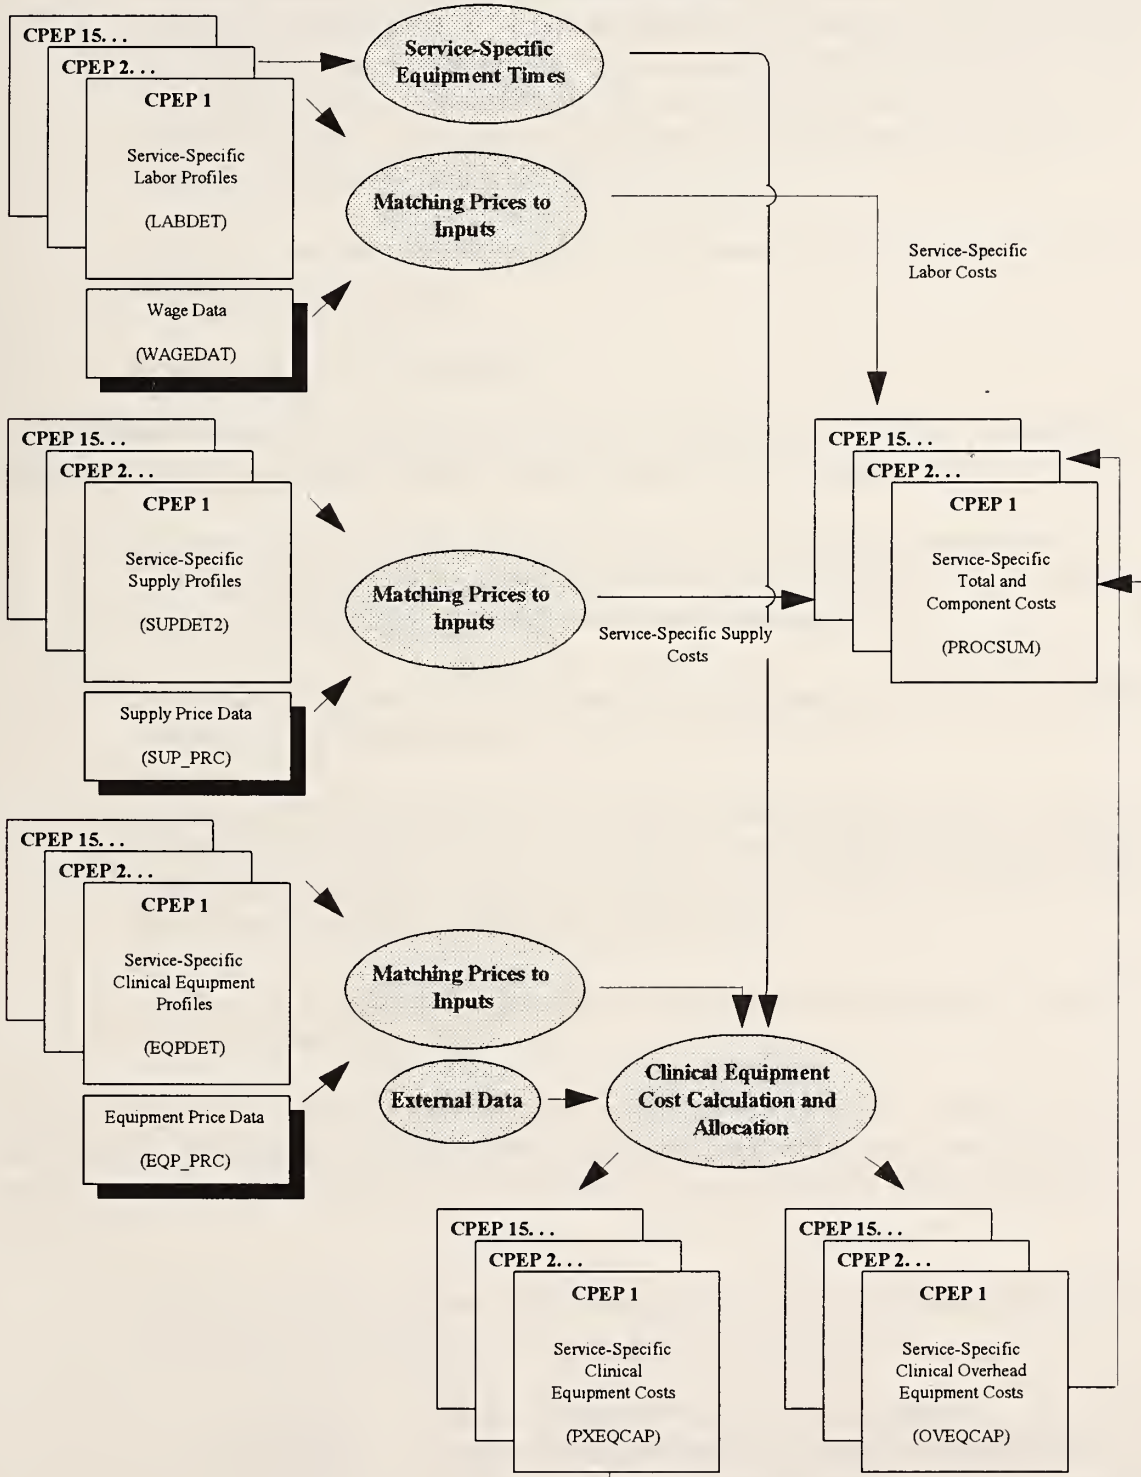 CPEP 15. . .
CPEP 2. . .
CPEP 1
Service-Specific
Labor Profiles
(LABDET)
Wage Data
(WAGEDAT)
Service-Specific
Equipment Times
Matching Prices to
Inputs
Service-Specific
Labor Costs
CPEP 15. . .
CPEP 2. . .
CPEP 1
Service-Specific
Supply Profiles
(SUPDET2)
Supply Price Data
(SUP_PRC)
Matching Prices to
Inputs
Service-Specific Supply
Costs
CPEP 15. . .
CPEP 2. . .
CPEP 1
Service-Specific
Total and
Component Costs
(PROCSUM)
CPEP 15. . .
CPEP 2. . .
CPEP 1
Service-Specific
Clinical Equipment
Profiles
(EQPDET)
Equipment Price Data
(EQP_PRC)
Matching Prices to
Inputs
External Data
Clinical Equipment
Cost Calculation and
Allocation
CPEP 15. . .
CPEP 2. . .
CPEP 1
Service-Specific
Clinical
Equipment Costs
(PXEQCAP)
CPEP 15. . .
CPEP 2. . .
CPEP 1
Service-Specific
Clinical Overhead
Equipment Costs
(OVEQCAP)